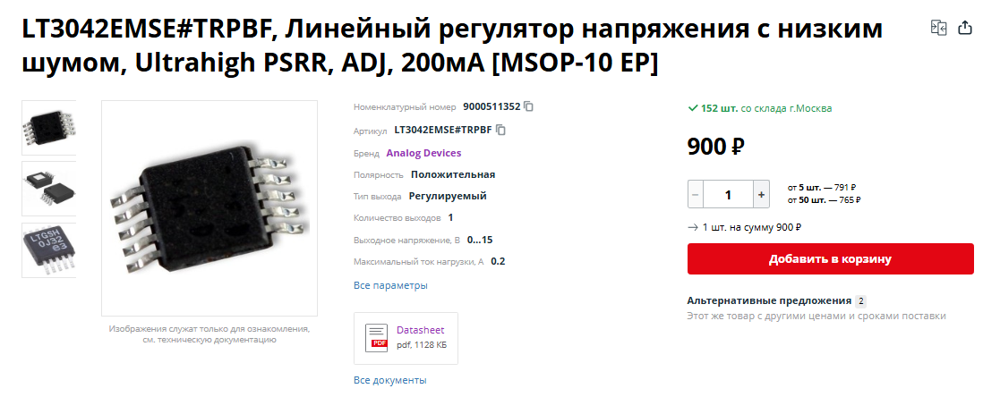 LT3042EMSE#TRPBF, Линейный регулятор напряжения с низким
шумом, Ultrahigh PSRR, ADJ, 200мА [MSOP-10 EP]
LTGSH
0J32
e3
Изображения служат только для ознакомления,
см. техническую документацию
Номенклатурный номер 9000511352
Артикул LT3042EMSE#TRPBF
Бренд Analog Devices
Полярность Положительная
Тип выхода Регулируемый
Количество выходов 1
Выходное напряжение, В 0...15
Максимальный ток нагрузки, А 0.2
Все параметры
PDF
Datasheet
pdf, 1128 КБ
Все документы
152 шт. со склада г.Москва
900 ₽
− 1 +
от 5 шт. — 791 ₽
от 50 шт. — 765 ₽
→ 1 шт. на сумму 900 ₽
Добавить в корзину
Альтернативные предложения 2
Этот же товар с другими ценами и сроками поставки